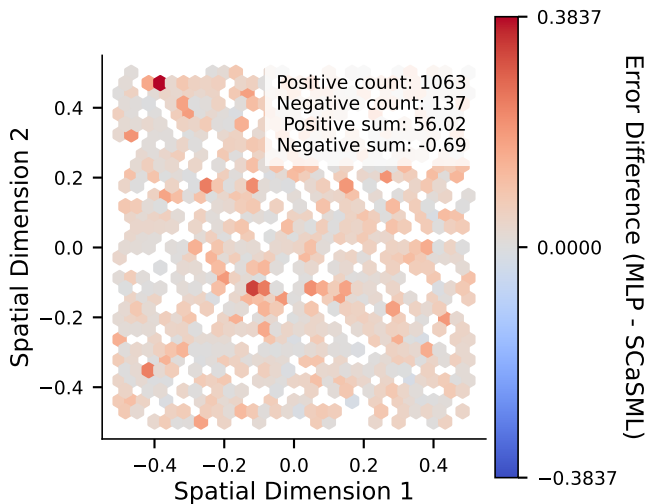 Positive count: 1063
Negative count: 137
Positive sum: 56.02
Negative sum: -0.69
0.4
0.2
0.0
−0.2
−0.4
Spatial Dimension 2
−0.4
−0.2
0.0
0.2
0.4
Spatial Dimension 1
0.3837
0.0000
−0.3837
Error Difference (MLP - SCaSML)